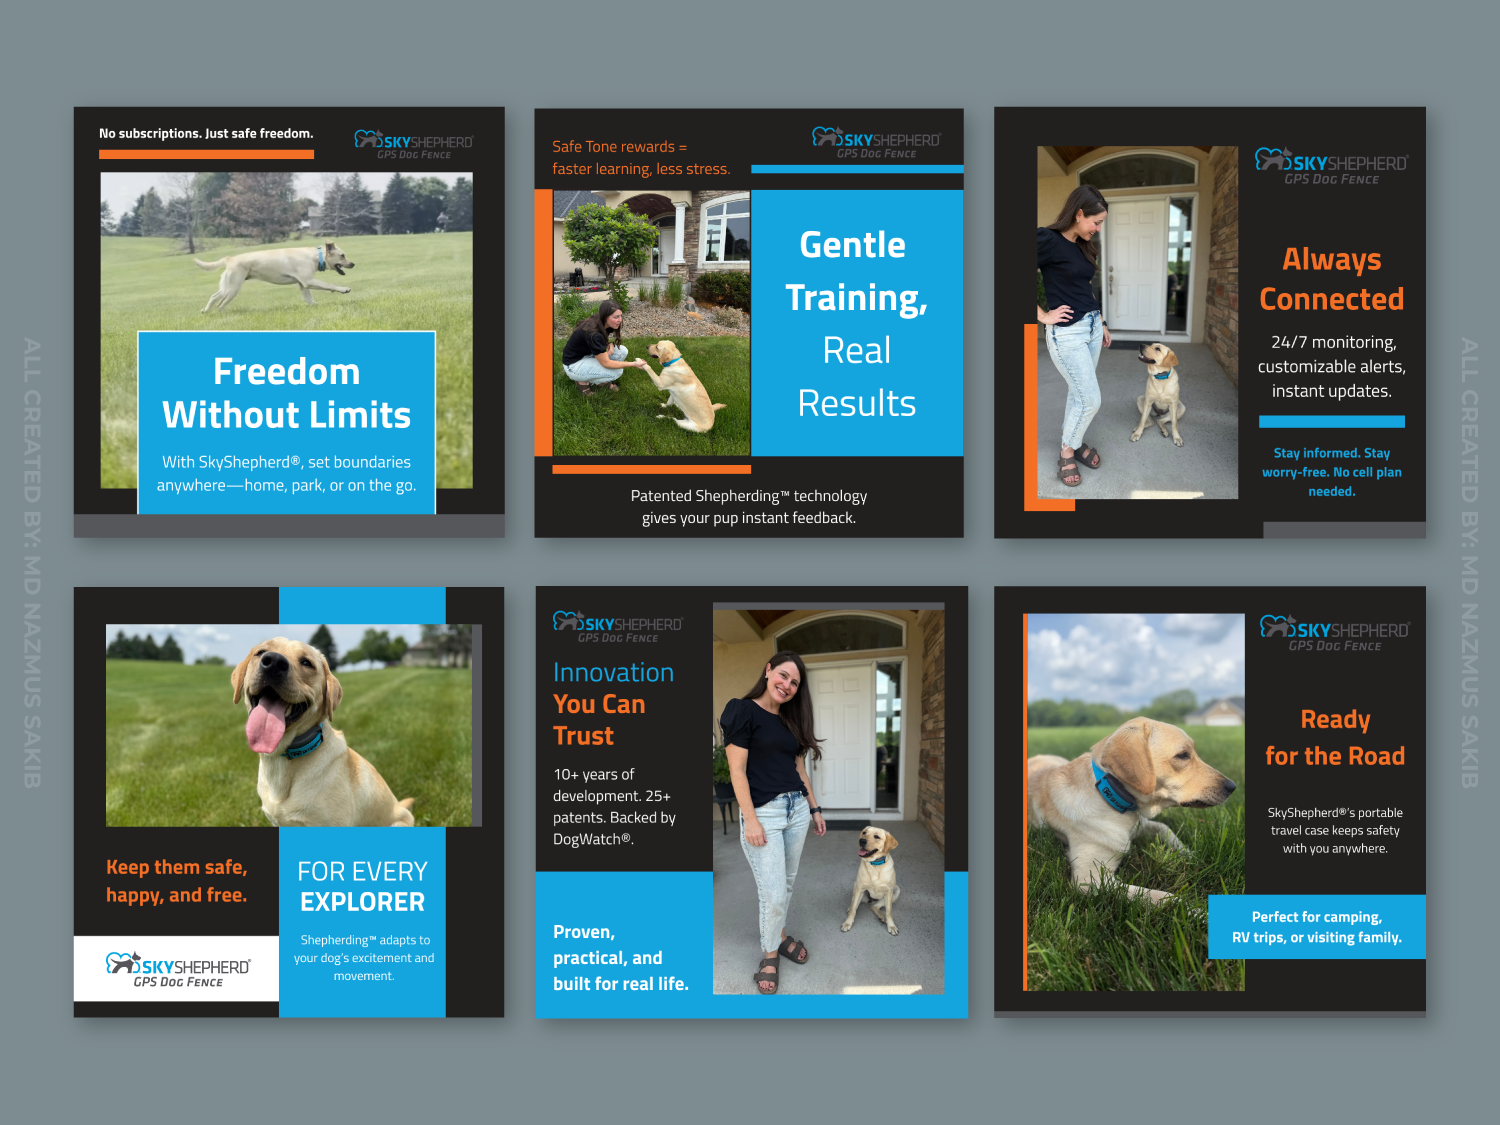 No subscriptions. Just safe freedom.
SKYSHEPHERD®
GPS DOG FENCE
Freedom
Without Limits
With SkyShepherd®, set boundaries
anywhere—home, park, or on the go.
Safe Tone rewards =
faster learning, less stress.
SKYSHEPHERD®
GPS DOG FENCE
Gentle
Training,
Real
Results
Patented Shepherding™ technology
gives your pup instant feedback.
SKYSHEPHERD®
GPS DOG FENCE
Always
Connected
24/7 monitoring,
customizable alerts,
instant updates.
Stay informed. Stay
worry-free. No cell plan
needed.
Keep them safe,
happy, and free.
SKYSHEPHERD®
GPS DOG FENCE
FOR EVERY
EXPLORER
Shepherding™ adapts to
your dog's excitement and
movement.
SKYSHEPHERD®
GPS DOG FENCE
Innovation
You Can
Trust
10+ years of
development. 25+
patents. Backed by
DogWatch®.
Proven,
practical, and
built for real life.
SKYSHEPHERD®
GPS DOG FENCE
Ready
for the Road
SkyShepherd®'s portable
travel case keeps safety
with you anywhere.
Perfect for camping,
RV trips, or visiting family.
ALL CREATED BY: MD NAZMUS SAKIB
ALL CREATED BY: MD NAZMUS SAKIB